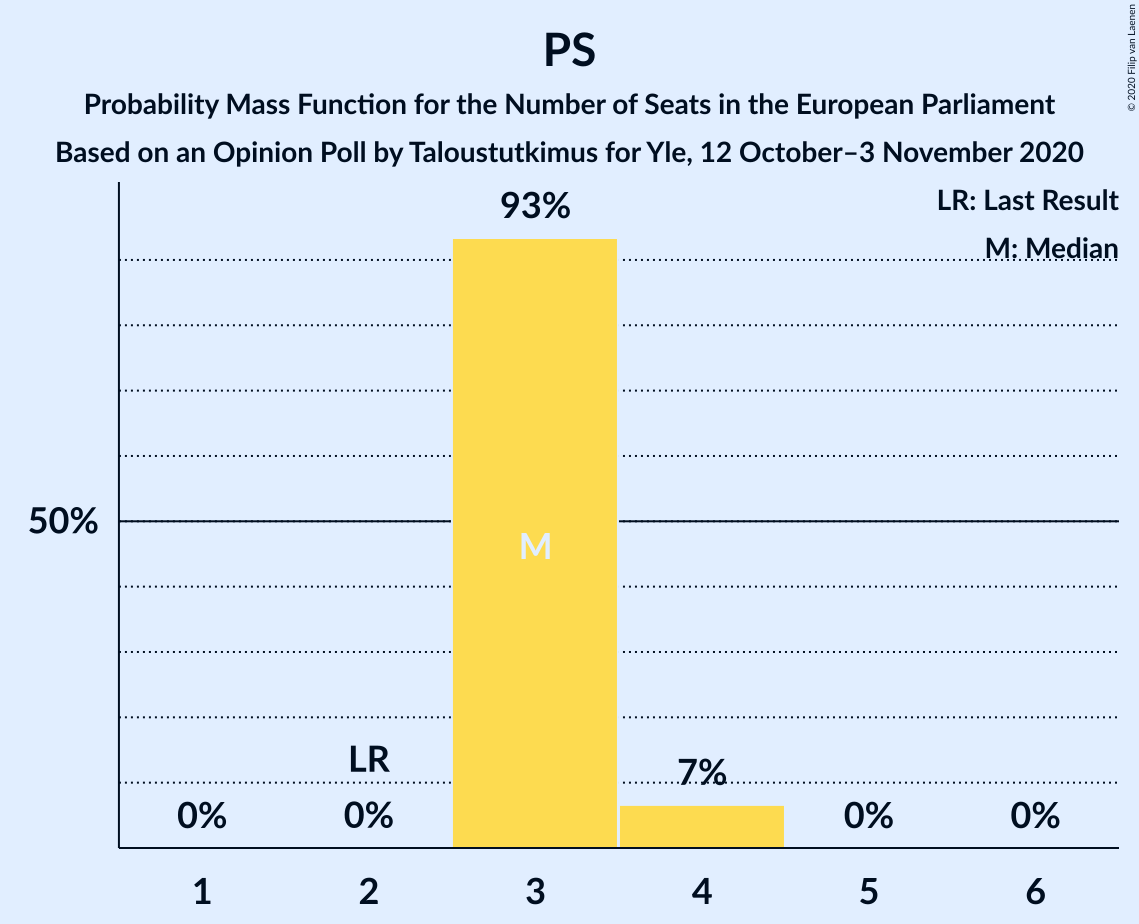 PS
Probability Mass Function for the Number of Seats in the European Parliament
Based on an Opinion Poll by Taloustutkimus for Yle, 12 October–3 November 2020
© 2020 Filip van Laenen
LR: Last Result
M: Median
93%
50%
M
LR
7%
0%
0%
0%
0%
1
2
3
4
5
6